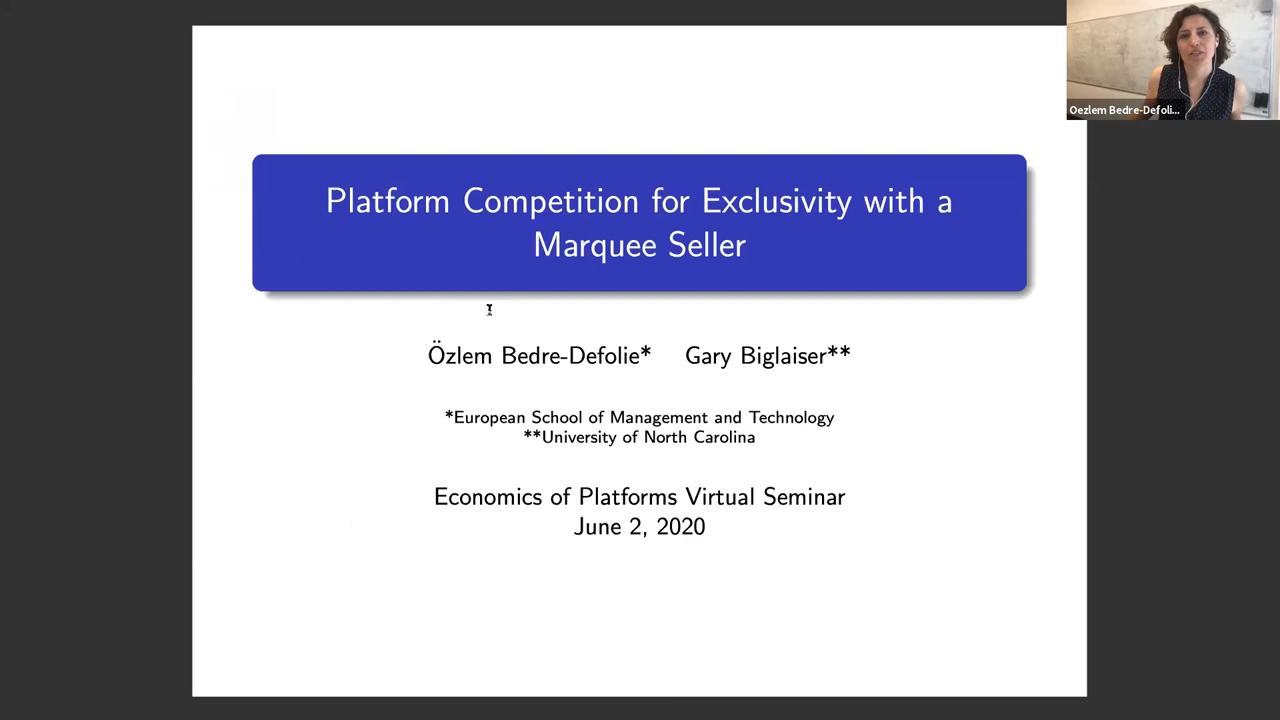 Oezlem Bedre-Defoli...
Platform Competition for Exclusivity with a
Marquee Seller
Özlem Bedre-Defolie* Gary Biglaiser**
*European School of Management and Technology
**University of North Carolina
Economics of Platforms Virtual Seminar
June 2, 2020